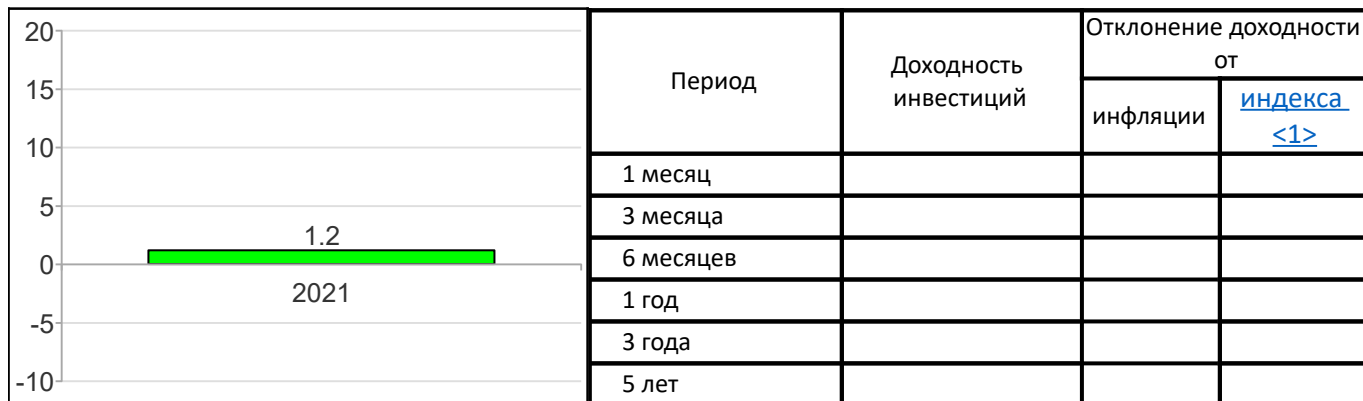 20
15
10
5
0
-5
-10
1.2
2021
Период
Доходность
инвестиций
Отклонение доходности
от
инфляции
индекса
<1>
1 месяц
3 месяца
6 месяцев
1 год
3 года
5 лет